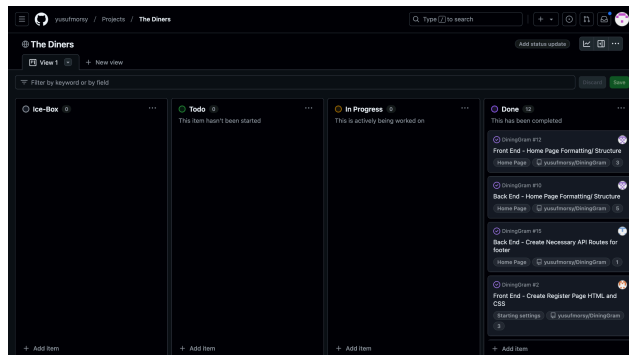 yusufmorsy / Projects / The Diners
Type / to search
The Diners
Add status update
View 1
+ New view
Filter by keyword or by field
Discard
Save
Ice-Box 0
+ Add item
Todo 0
This item hasn't been started
+ Add item
In Progress 0
This is actively being worked on
+ Add item
Done 12
This has been completed
DiningGram #12
Front End - Home Page Formatting/ Structure
Home Page yusufmorsy/DiningGram 3
DiningGram #10
Back End - Home Page Formatting/ Structure
Home Page yusufmorsy/DiningGram 5
DiningGram #15
Back End - Create Necessary API Routes for
footer
Home Page yusufmorsy/DiningGram 1
DiningGram #2
Front End - Create Register Page HTML and
CSS
Starting settings yusufmorsy/DiningGram
3
+ Add item